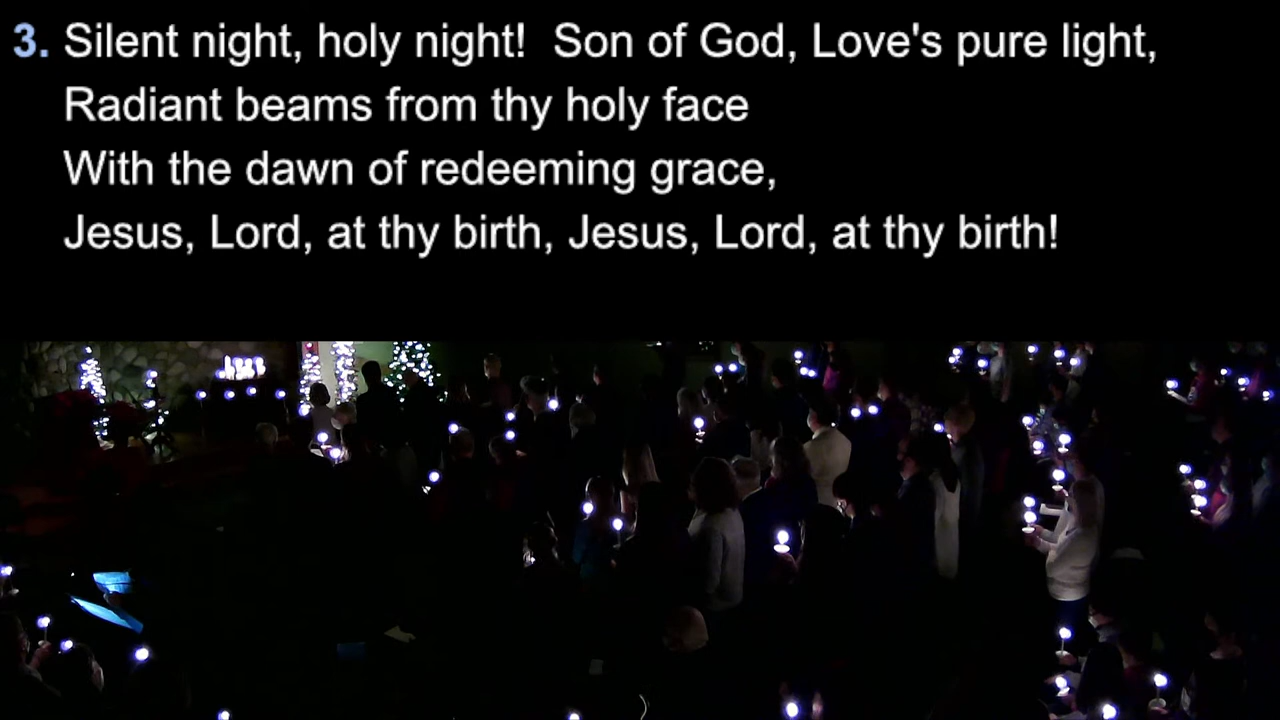 3. Silent night, holy night!  Son of God, Love's pure light,
Radiant beams from thy holy face
With the dawn of redeeming grace,
Jesus, Lord, at thy birth, Jesus, Lord, at thy birth!